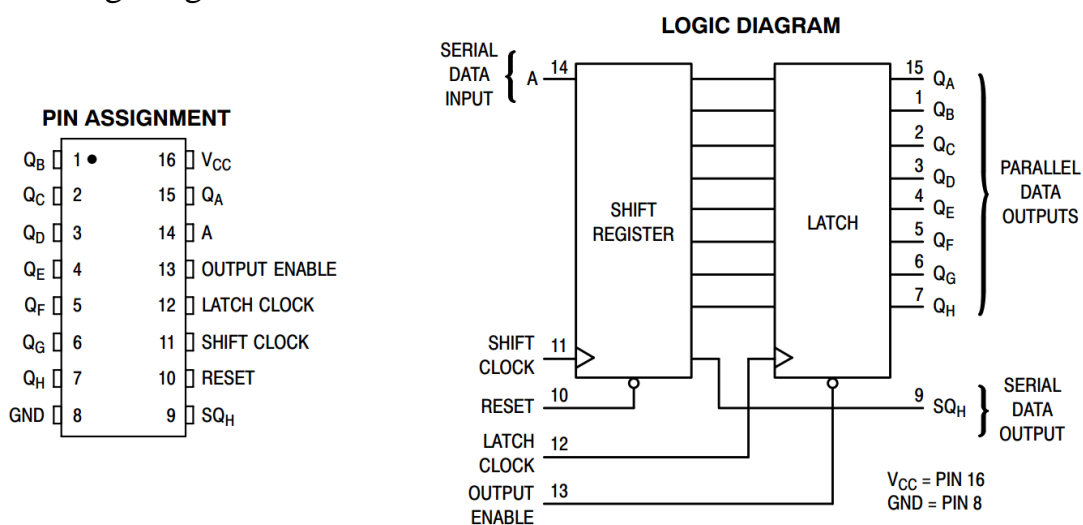 LOGIC DIAGRAM
PIN ASSIGNMENT
QB 1 16 VCC
QC 2 15 QA
QD 3 14 A
QE 4 13 OUTPUT ENABLE
QF 5 12 LATCH CLOCK
QG 6 11 SHIFT CLOCK
QH 7 10 RESET
GND 8 9 SQH
SERIAL
DATA
INPUT
A 14
SHIFT
REGISTER
LATCH
15 QA
1 QB
2 QC
3 QD
4 QE
5 QF
6 QG
7 QH
PARALLEL
DATA
OUTPUTS
SHIFT
CLOCK
11
RESET 10
LATCH
CLOCK
12
OUTPUT
ENABLE
13
9 SQH
SERIAL
DATA
OUTPUT
VCC = PIN 16
GND = PIN 8